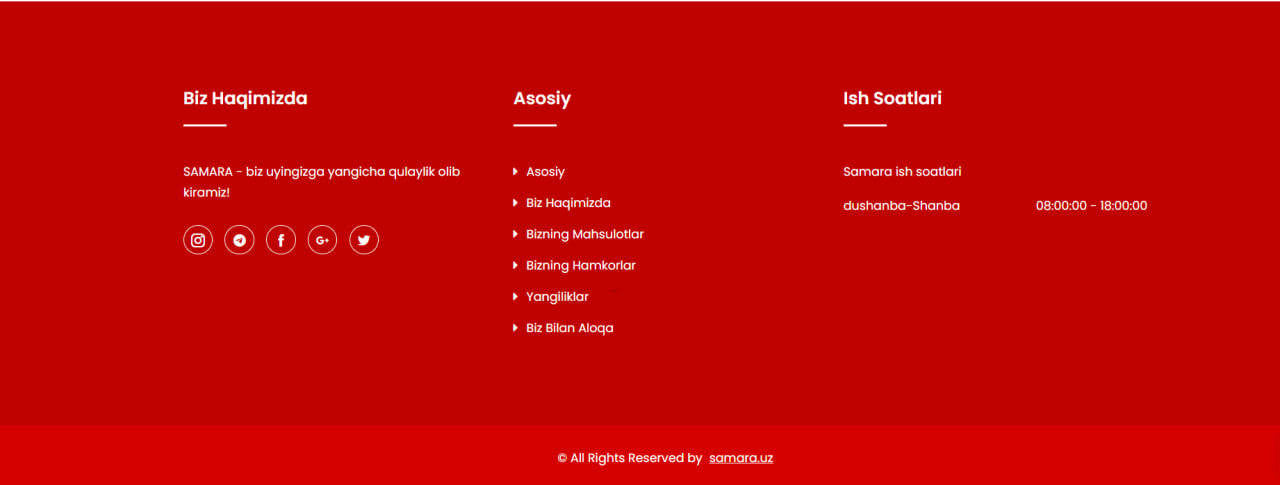 Biz Haqimizda
SAMARA - biz uyingizga yangicha qulaylik olib
kiramiz!
Asosiy
Asosiy
Biz Haqimizda
Bizning Mahsulotlar
Bizning Hamkorlar
Yangiliklar
Biz Bilan Aloqa
Ish Soatlari
Samara ish soatlari
dushanba-Shanba 08:00:00 - 18:00:00
© All Rights Reserved by samara.uz